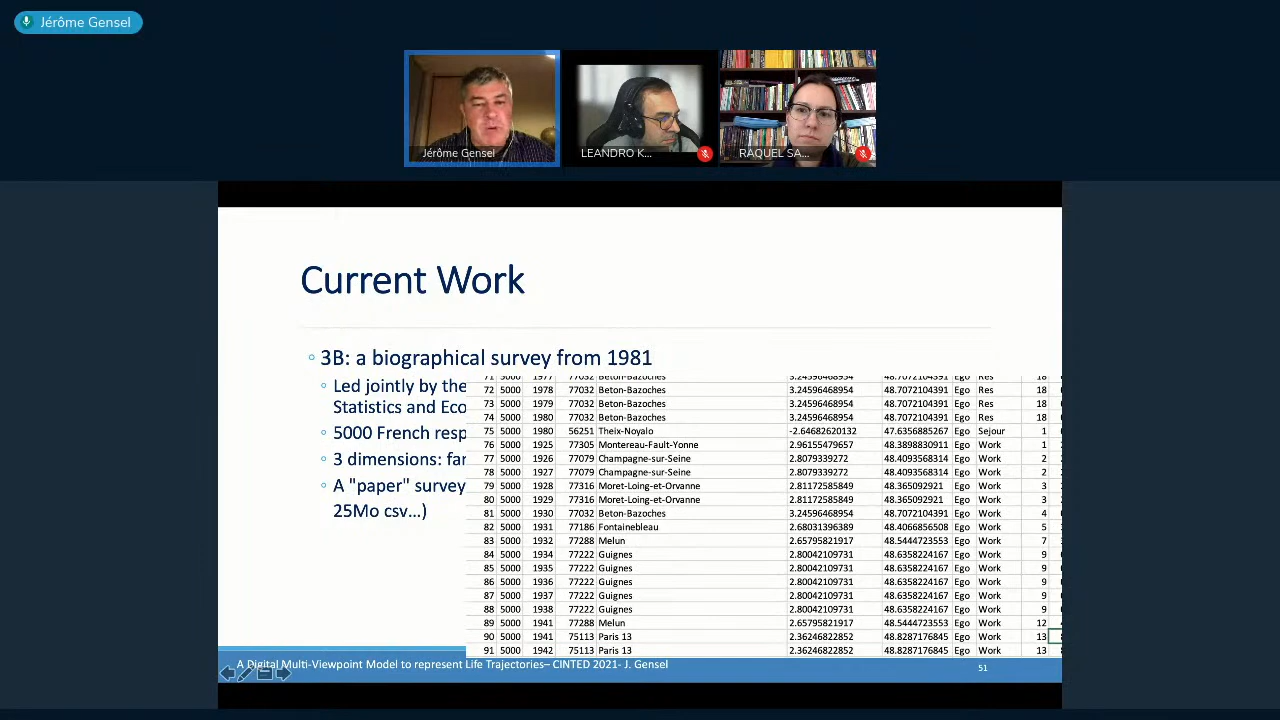 Jérôme Gensel
Jérôme Gensel
LEANDRO K...
RAQUEL SA...
Current Work
3B: a biographical survey from 1981
Led jointly by the
Statistics and Eco
5000 French resp
3 dimensions: far
A "paper" survey
25Mo csv...)
71 5000 1977 77032 Beton-Bazoches 3.24596468954 48.7072104391 Ego Res 18
72 5000 1978 77032 Beton-Bazoches 3.24596468954 48.7072104391 Ego Res 18
73 5000 1979 77032 Beton-Bazoches 3.24596468954 48.7072104391 Ego Res 18
74 5000 1980 77032 Beton-Bazoches 3.24596468954 48.7072104391 Ego Res 18
75 5000 1980 56251 Theix-Noyalo -2.64682620132 47.6356885267 Ego Sejour 1
76 5000 1925 77305 Montereau-Fault-Yonne 2.96155479657 48.3898830911 Ego Work 1
77 5000 1926 77079 Champagne-sur-Seine 2.8079339272 48.4093568314 Ego Work 2
78 5000 1927 77079 Champagne-sur-Seine 2.8079339272 48.4093568314 Ego Work 2
79 5000 1928 77316 Moret-Loing-et-Orvanne 2.81172585849 48.365092921 Ego Work 3
80 5000 1929 77316 Moret-Loing-et-Orvanne 2.81172585849 48.365092921 Ego Work 3
81 5000 1930 77032 Beton-Bazoches 3.24596468954 48.7072104391 Ego Work 4
82 5000 1931 77186 Fontainebleau 2.68031396389 48.4066856508 Ego Work 5
83 5000 1932 77288 Melun 2.65795821917 48.5444723553 Ego Work 7
84 5000 1934 77222 Guignes 2.80042109731 48.6358224167 Ego Work 9
85 5000 1935 77222 Guignes 2.80042109731 48.6358224167 Ego Work 9
86 5000 1936 77222 Guignes 2.80042109731 48.6358224167 Ego Work 9
87 5000 1937 77222 Guignes 2.80042109731 48.6358224167 Ego Work 9
88 5000 1938 77222 Guignes 2.80042109731 48.6358224167 Ego Work 9
89 5000 1941 77288 Melun 2.65795821917 48.5444723553 Ego Work 12
90 5000 1941 75113 Paris 13 2.36246822852 48.8287176845 Ego Work 13
91 5000 1942 75113 Paris 13 2.36246822852 48.8287176845 Ego Work 13
A Digital Multi-Viewpoint Model to represent Life Trajectories– CINTED 2021- J. Gensel
51